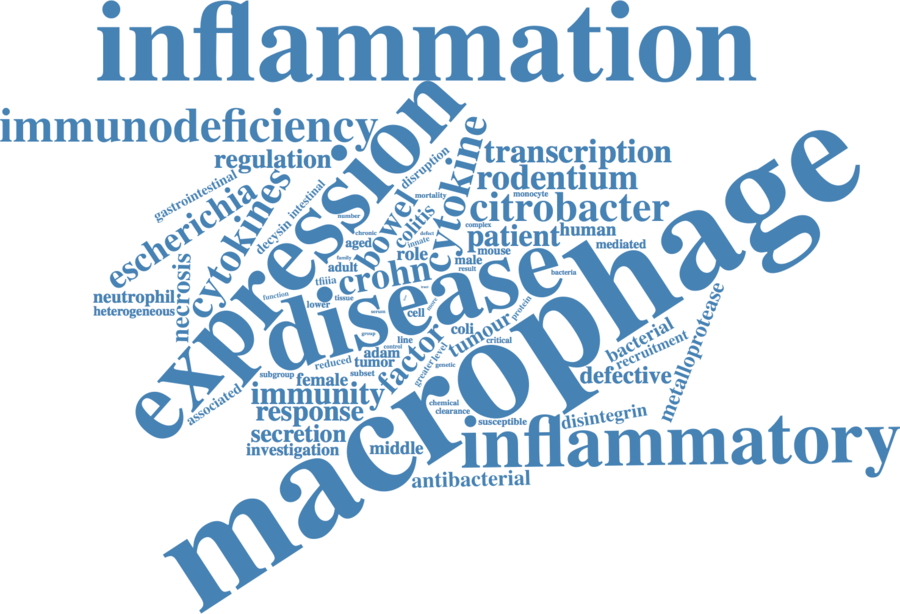 inflammation
immunodeficiency
expression
regulation
gastrointestinal
escherichia
cytokines
decysin
intestinal
disruption
cytokine
mortality
transcription
rodentium
monocyte
citrobacter
complex
patient
human
mediated
mouse
male
result
number
chronic
aged
bowel
colitis
defect
innate
role
family
adult
crohn
tfiiia
tissue
lower
function
neutrophil
heterogeneous
necrosis
disease
macrophage
bacteria
cell
serum
more
group
line
control
adam
tumor
reduced
subgroup
subset
female
factor
coli
tumour
protein
critical
greater
level
genetic
associated
immunity
response
secretion
investigation
middle
chemical
clearance
susceptible
inflammatory
disintegrin
antibacterial
defective
bacterial
recruitment
metalloprotease